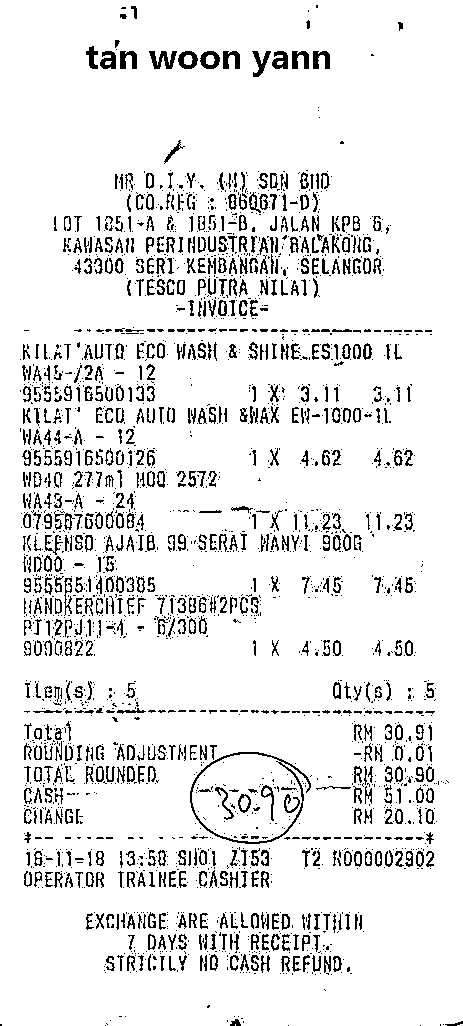 tan woon yann
MR D.I.Y. (M) SDN BHD
(CO.REG : 860671-D)
LOT 1851-A & 1851-B, JALAN KPB 6,
KAWASAN PERINDUSTRIAN BALAKONG,
43300 SERI KEMBANGAN, SELANGOR
(TESCO PUTRA NILAI)
-INVOICE-
KILAT'AUTO ECO WASH & SHINE ES1000 1L
WA45-/2A - 12
9555916500133 1 X 3.11 3.11
KILAT' ECO AUTO WASH &WAX EW-1000-1L
WA44-A - 12
9555916500126 1 X 4.62 4.62
WD40 277ml MOQ 2572
WA43-A - 24
079567600084 1 X 11.23 11.23
KLEENSO AJAIB 99 SERAI WANYI 900G
WD00 - 15
9555651400385 1 X 7.45 7.45
HANDKERCHIEF 71386#2PCS
PJ12PJ11-4 - 6/300
9090822 1 X 4.50 4.50
Item(s) : 5 Qty(s) : 5
Total RM 30.91
ROUNDING ADJUSTMENT -RM 0.01
TOTAL ROUNDED RM 30.90
CASH RM 51.00
CHANGE RM 20.10
30.90
18-11-18 13:58 SH01 ZJ53 T2 R000002902
OPERATOR TRAINEE CASHIER
EXCHANGE ARE ALLOWED WITHIN
7 DAYS WITH RECEIPT.
STRICTLY NO CASH REFUND.